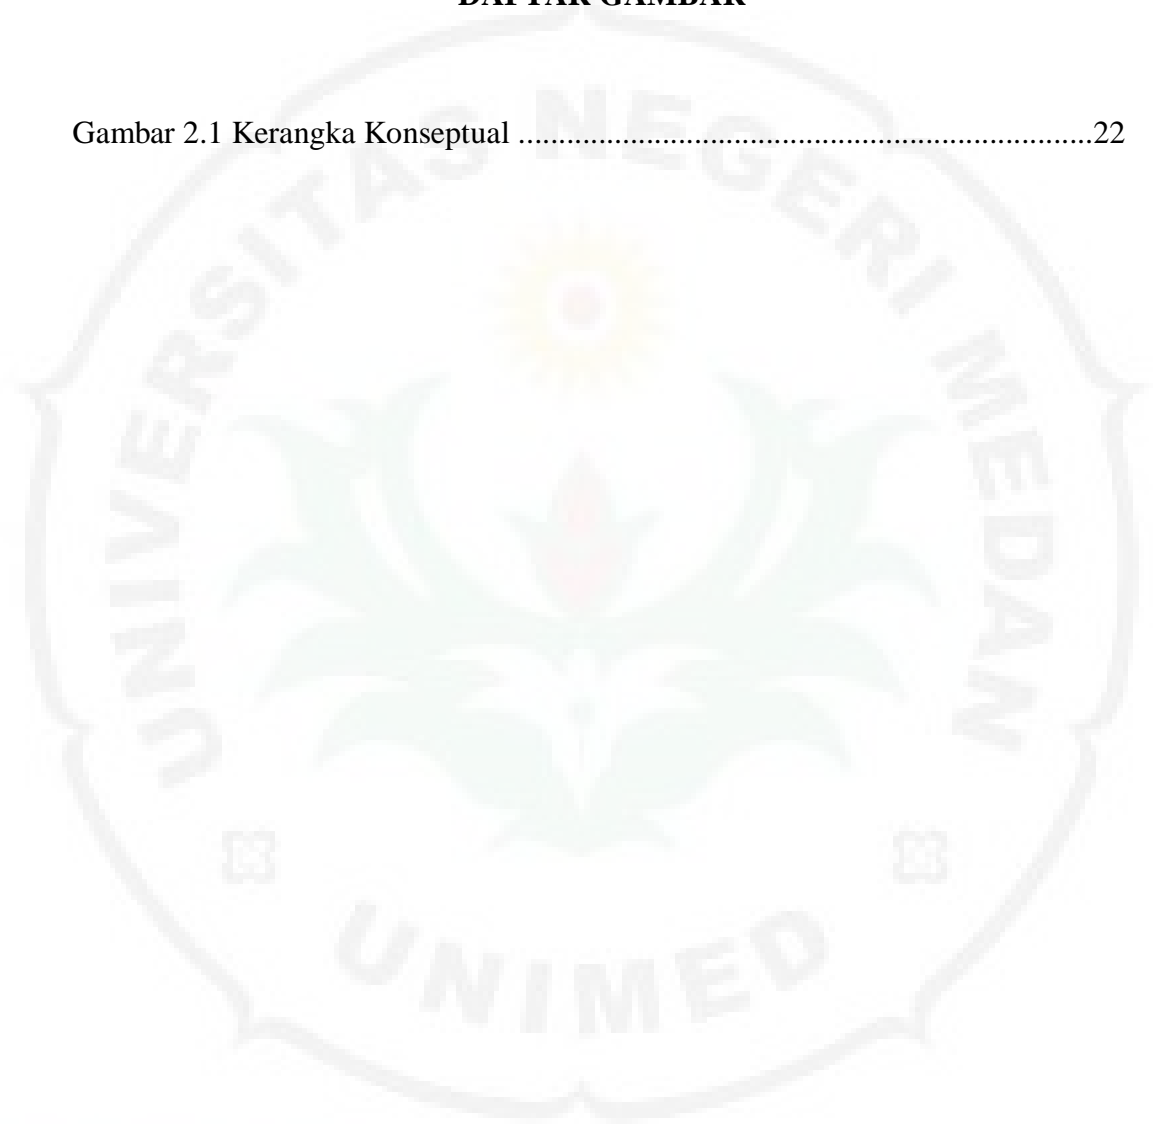 DAFTAR GAMBAR
Gambar 2.1 Kerangka Konseptual ............................................................22
UNIVERSITAS NEGERI MEDAN
UNIMED